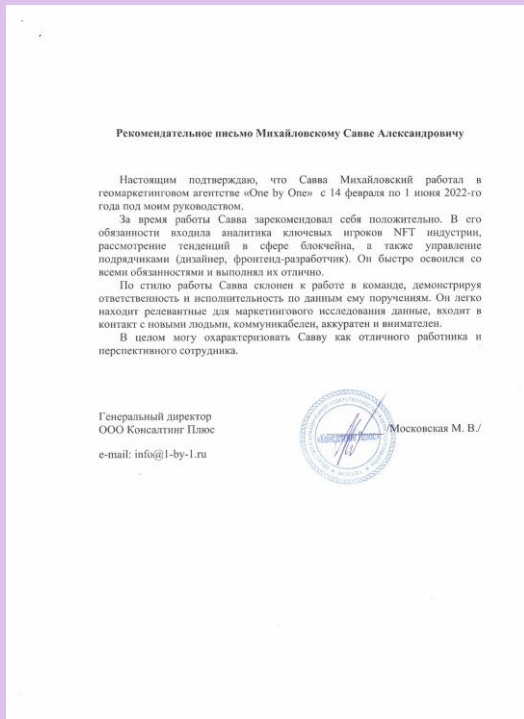 Рекомендательное письмо Михайловскому Савве Александровичу
Настоящим подтверждаю, что Савва Михайловский работал в
геомаркетинговом агентстве «One by One» с 14 февраля по 1 июня 2022-го
года под моим руководством.
За время работы Савва зарекомендовал себя положительно. В его
обязанности входила аналитика ключевых игроков NFT индустрии,
рассмотрение тенденций в сфере блокчейна, а также управление
подрядчиками (дизайнер, фронтенд-разработчик). Он быстро освоился со
всеми обязанностями и выполнял их отлично.
По стилю работы Савва склонен к работе в команде, демонстрируя
ответственность и исполнительность по данным ему поручениям. Он легко
находит релевантные для маркетингового исследования данные, входит в
контакт с новыми людьми, коммуникабелен, аккуратен и внимателен.
В целом могу охарактеризовать Савву как отличного работника и
перспективного сотрудника.
Генеральный директор
ООО Консалтинг Плюс
«Консалтинг Плюс»
/Московская М. В./
e-mail: info@1-by-1.ru